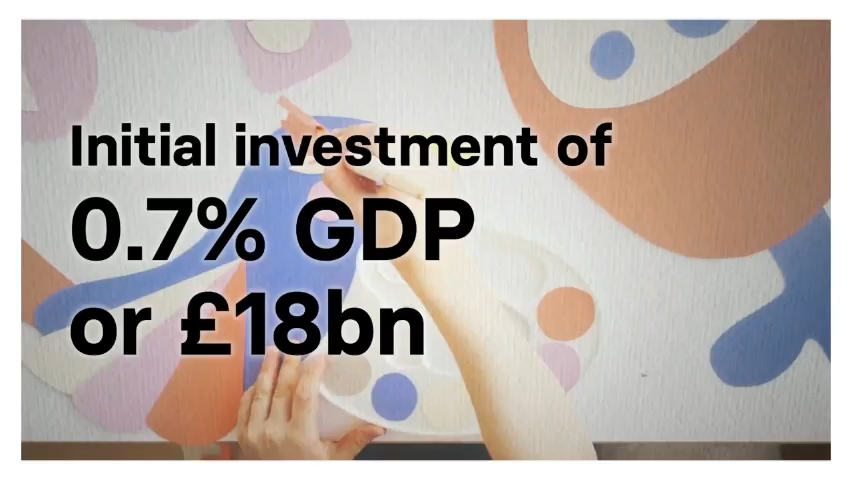 Initial investment of
0.7% GDP
or £18bn